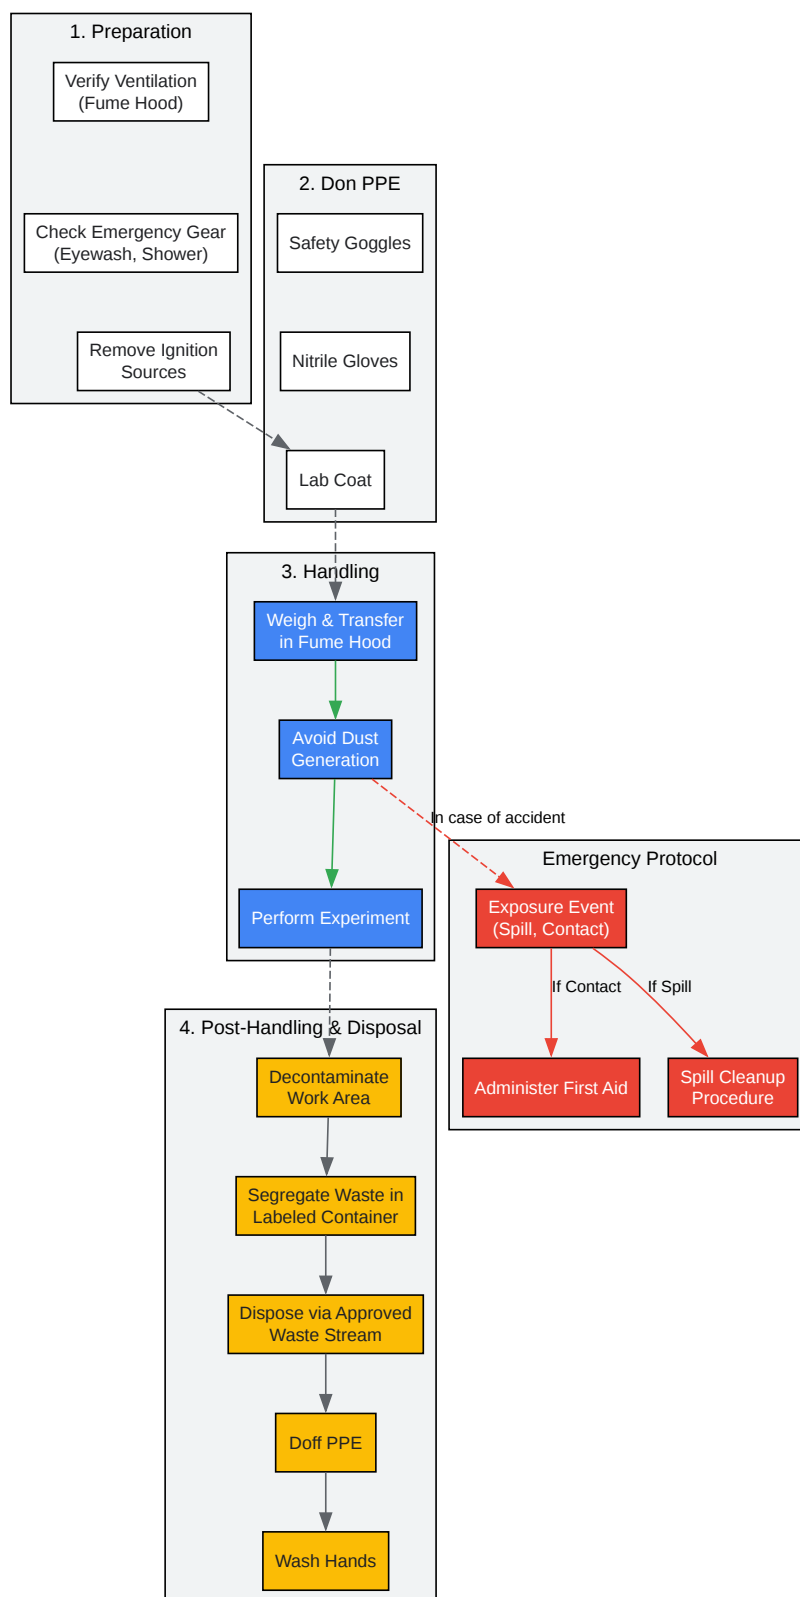 1. Preparation
Verify Ventilation
(Fume Hood)
Check Emergency Gear
(Eyewash, Shower)
Remove Ignition
Sources
2. Don PPE
Safety Goggles
Nitrile Gloves
Lab Coat
3. Handling
Weigh & Transfer
in Fume Hood
Avoid Dust
Generation
In case of accident
Perform Experiment
Emergency Protocol
Exposure Event
(Spill, Contact)
If Contact
If Spill
Administer First Aid
Spill Cleanup
Procedure
4. Post-Handling & Disposal
Decontaminate
Work Area
Segregate Waste in
Labeled Container
Dispose via Approved
Waste Stream
Doff PPE
Wash Hands